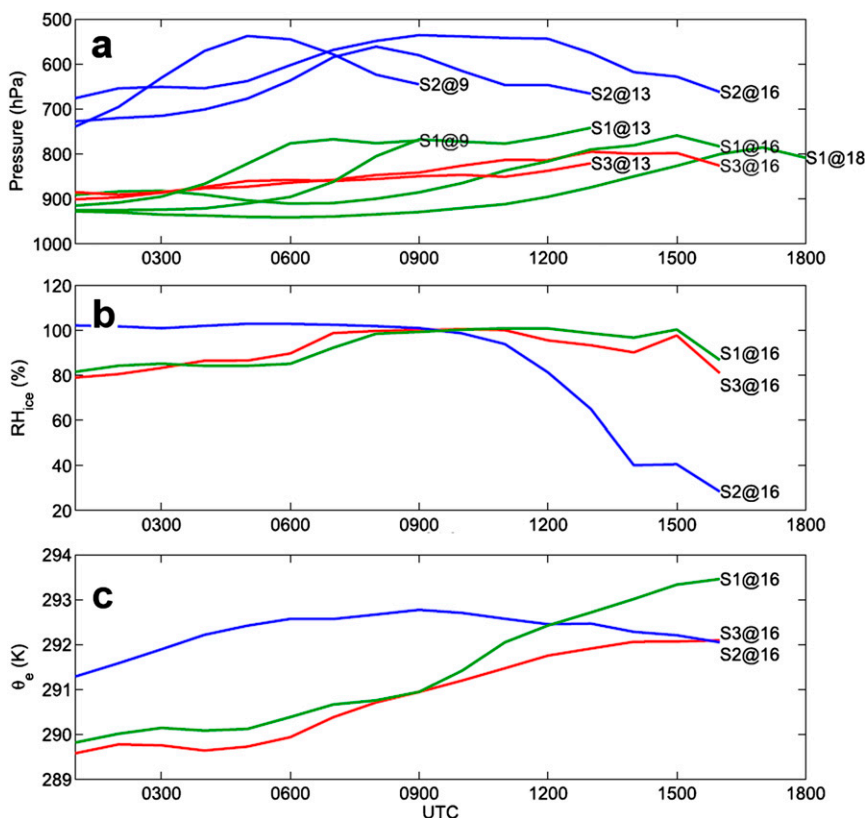 a
Pressure (hPa)
500
600
700
800
900
1000
S2@9
S2@13
S2@16
S1@9
S1@13
S1@16
S1@18
S3@13
S3@16
0300
0600
0900
1200
1500
1800
b
RH_ice (%)
120
100
80
60
40
20
S1@16
S3@16
S2@16
0300
0600
0900
1200
1500
1800
c
θ_e (K)
294
293
292
291
290
289
S1@16
S3@16
S2@16
0300
0600
0900
1200
1500
1800
UTC